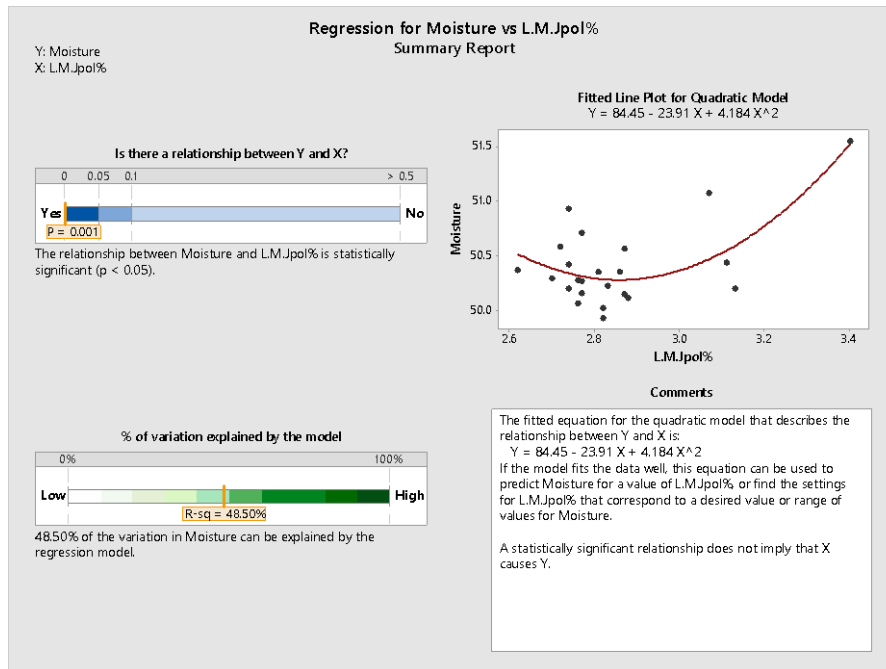 Regression for Moisture vs L.M.Jpol%
Summary Report
Y: Moisture
X: L.M.Jpol%
Is there a relationship between Y and X?
0 0.05 0.1 > 0.5
Yes No
P = 0.001
The relationship between Moisture and L.M.Jpol% is statistically
significant (p < 0.05).
Fitted Line Plot for Quadratic Model
Y = 84.45 - 23.91 X + 4.184 X^2
51.5
51.0
50.5
50.0
Moisture
2.6 2.8 3.0 3.2 3.4
L.M.Jpol%
% of variation explained by the model
0% 100%
Low High
R-sq = 48.50%
48.50% of the variation in Moisture can be explained by the
regression model.
Comments
The fitted equation for the quadratic model that describes the
relationship between Y and X is:
Y = 84.45 - 23.91 X + 4.184 X^2
If the model fits the data well, this equation can be used to
predict Moisture for a value of L.M.Jpol%, or find the settings
for L.M.Jpol% that correspond to a desired value or range of
values for Moisture.
A statistically significant relationship does not imply that X
causes Y.